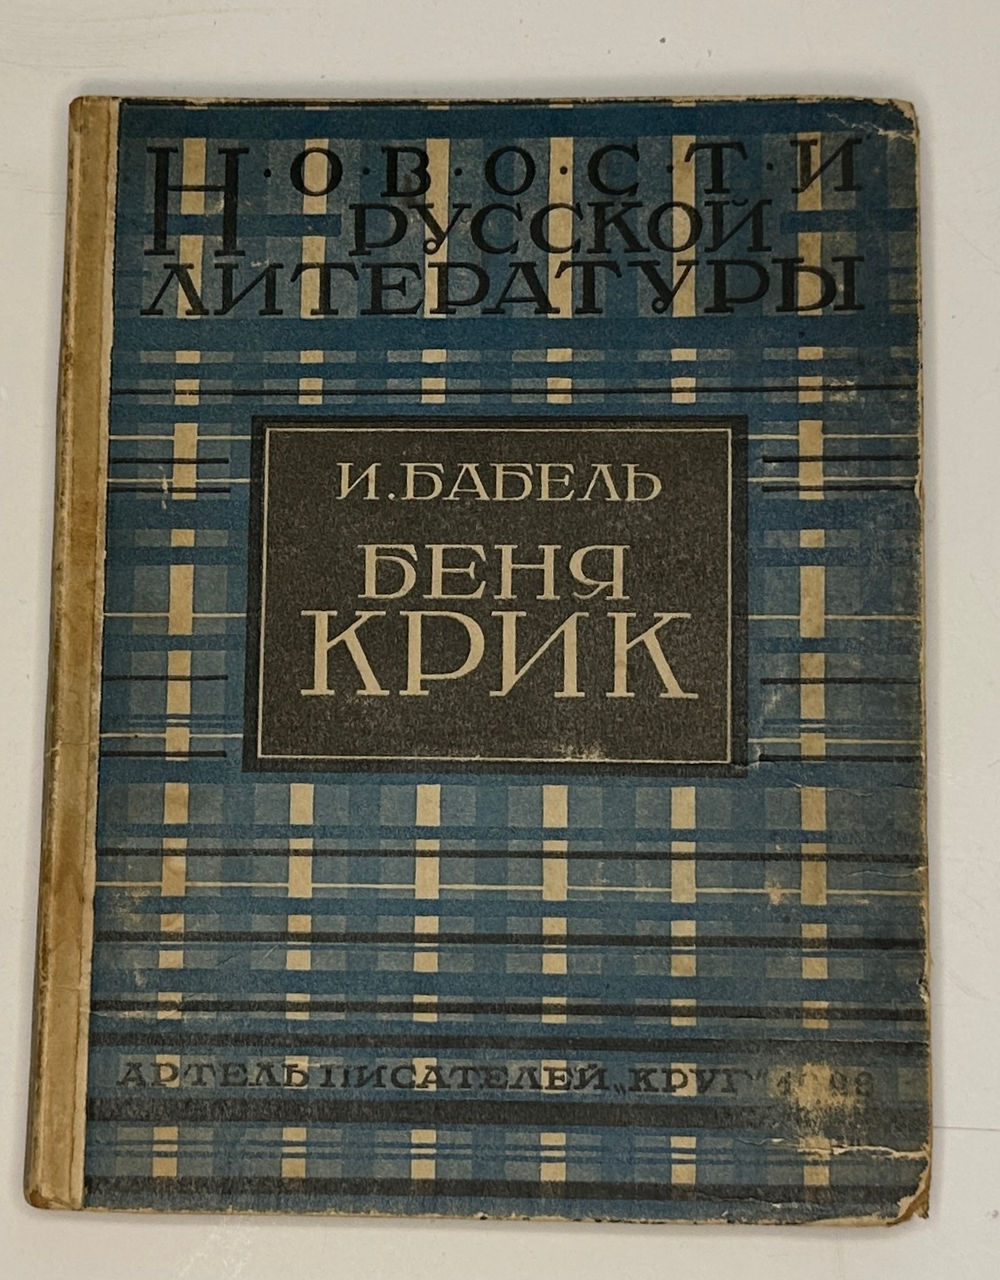 НОВОСТИ
РУССКОЙ
ЛИТЕРАТУРЫ
И. БАБЕЛЬ
БЕНЯ
КРИК
АРТЕЛЬ ПИСАТЕЛЕЙ „КРУГ“